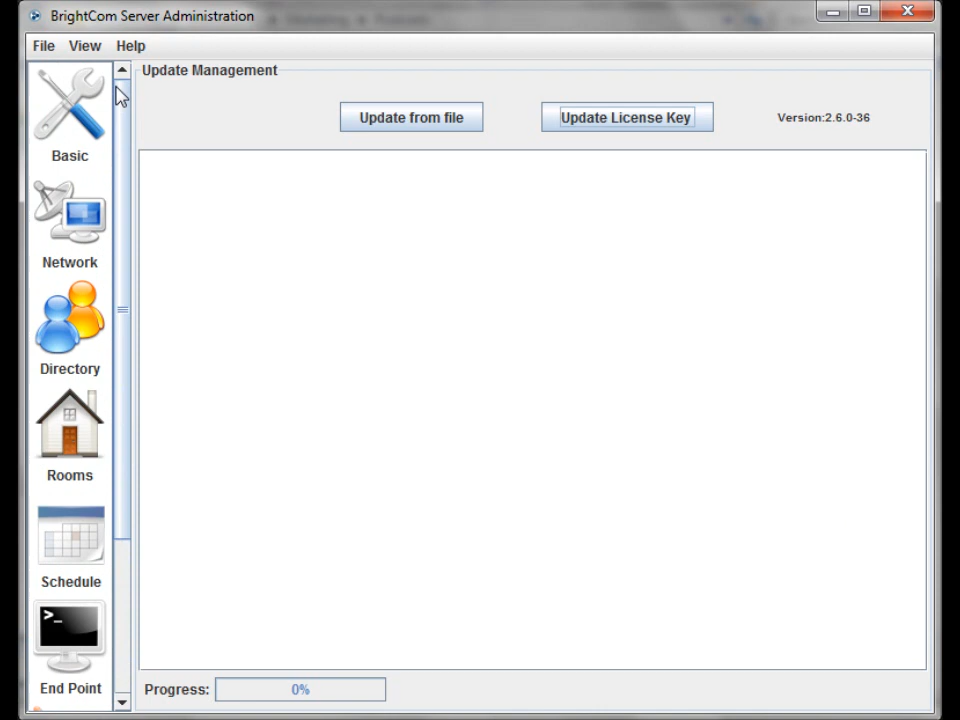 BrightCom Server Administration
File View Help
Update Management
Update from file
Update License Key
Version:2.6.0-36
Basic
Network
Directory
Rooms
Schedule
>_
End Point
Progress: 0%